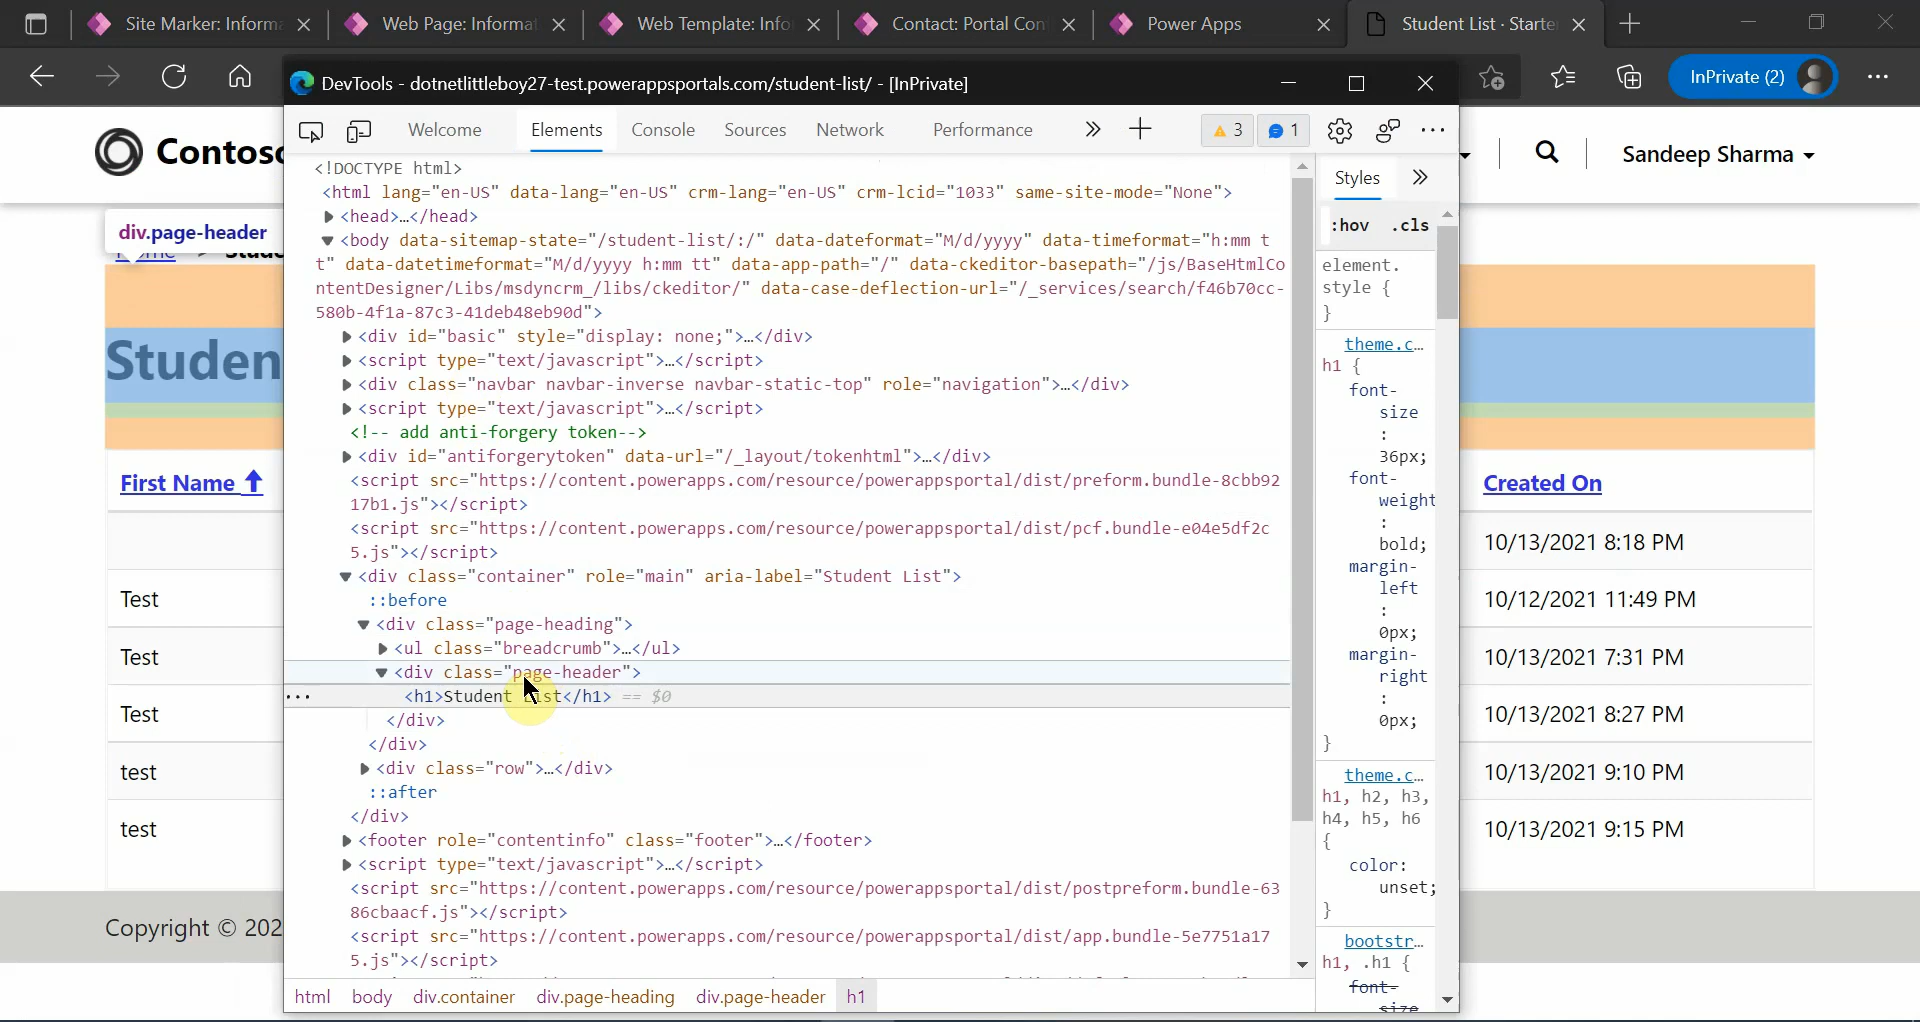 Site Marker: Informa
Web Page: Informat
Web Template: Info
Contact: Portal Con
Power Apps
Student List · Starte
DevTools - dotnetlittleboy27-test.powerappsportals.com/student-list/ - [InPrivate]
InPrivate (2)
Welcome
Elements
Console
Sources
Network
Performance
3
1
Contoso
Sandeep Sharma
div.page-header
Studen
First Name
Test
Test
Test
test
test
Copyright © 202
<!DOCTYPE html>
<html lang="en-US" data-lang="en-US" crm-lang="en-US" crm-lcid="1033" same-site-mode="None">
<head>…</head>
<body data-sitemap-state="/student-list/:/" data-dateformat="M/d/yyyy" data-timeformat="h:mm t
t" data-datetimeformat="M/d/yyyy h:mm tt" data-app-path="/" data-ckeditor-basepath="/js/BaseHtmlCo
ntentDesigner/Libs/msdyncrm_/libs/ckeditor/" data-case-deflection-url="/_services/search/f46b70cc-
580b-4f1a-87c3-41deb48eb90d">
<div id="basic" style="display: none;">…</div>
<script type="text/javascript">…</script>
<div class="navbar navbar-inverse navbar-static-top" role="navigation">…</div>
<script type="text/javascript">…</script>
<!-- add anti-forgery token-->
<div id="antiforgerytoken" data-url="/_layout/tokenhtml">…</div>
<script src="https://content.powerapps.com/resource/powerappsportal/dist/preform.bundle-8cbb92
17b1.js"></script>
<script src="https://content.powerapps.com/resource/powerappsportal/dist/pcf.bundle-e04e5df2c
5.js"></script>
<div class="container" role="main" aria-label="Student List">
::before
<div class="page-heading">
<ul class="breadcrumb">…</ul>
<div class="page-header">
<h1>Student List</h1> == $0
</div>
</div>
<div class="row">…</div>
::after
</div>
<footer role="contentinfo" class="footer">…</footer>
<script type="text/javascript">…</script>
<script src="https://content.powerapps.com/resource/powerappsportal/dist/postpreform.bundle-63
86cbaacf.js"></script>
<script src="https://content.powerapps.com/resource/powerappsportal/dist/app.bundle-5e7751a17
5.js"></script>
html body div.container div.page-heading div.page-header h1
Styles
:hov .cls
element.
style {
}
theme.c…
h1 {
font-
size
:
36px;
font-
weight
:
bold;
margin-
left
:
0px;
margin-
right
:
0px;
}
theme.c…
h1, h2, h3,
h4, h5, h6
{
color:
unset;
}
bootstr…
h1, .h1 {
font-
size
Created On
10/13/2021 8:18 PM
10/12/2021 11:49 PM
10/13/2021 7:31 PM
10/13/2021 8:27 PM
10/13/2021 9:10 PM
10/13/2021 9:15 PM